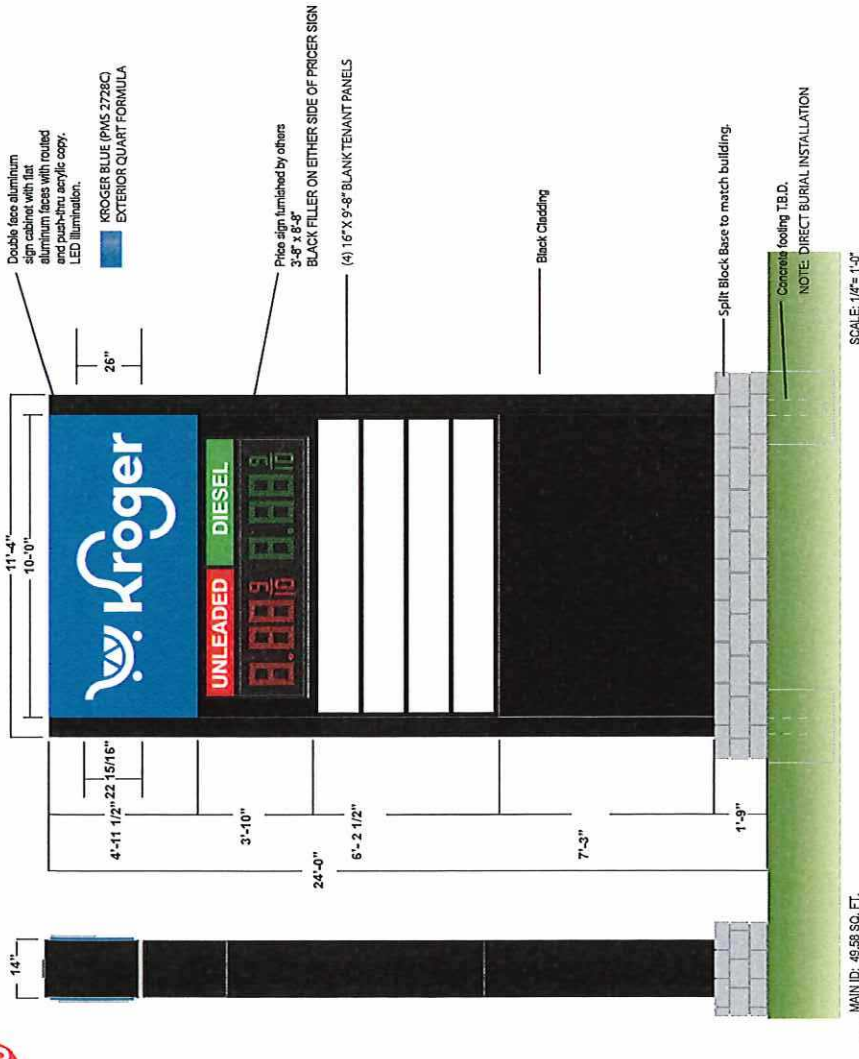 Double face aluminum
sign cabinet with flat
aluminum faces with routed
and push-thru acrylic copy.
LED Illumination.
KROGER BLUE (PMS 2728C)
EXTERIOR QUART FORMULA
11'-4"
10'-0"
26"
Kroger
22 15/16"
4'-11 1/2"
14"
Price sign furnished by others
3'-8" x 8'-8"
BLACK FILLER ON EITHER SIDE OF PRICER SIGN
UNLEADED
DIESEL
8.88 9/10
8.88 9/10
3'-10"
(4) 16" X 9'-8" BLANK TENANT PANELS
6'- 2 1/2"
24'-0"
Black Cladding
7'-3"
Split Block Base to match building.
1'-9"
Concrete footing T.B.D.
NOTE: DIRECT BURIAL INSTALLATION
MAIN ID: 49.58 SQ. FT.
SCALE: 1/4"= 1'-0"